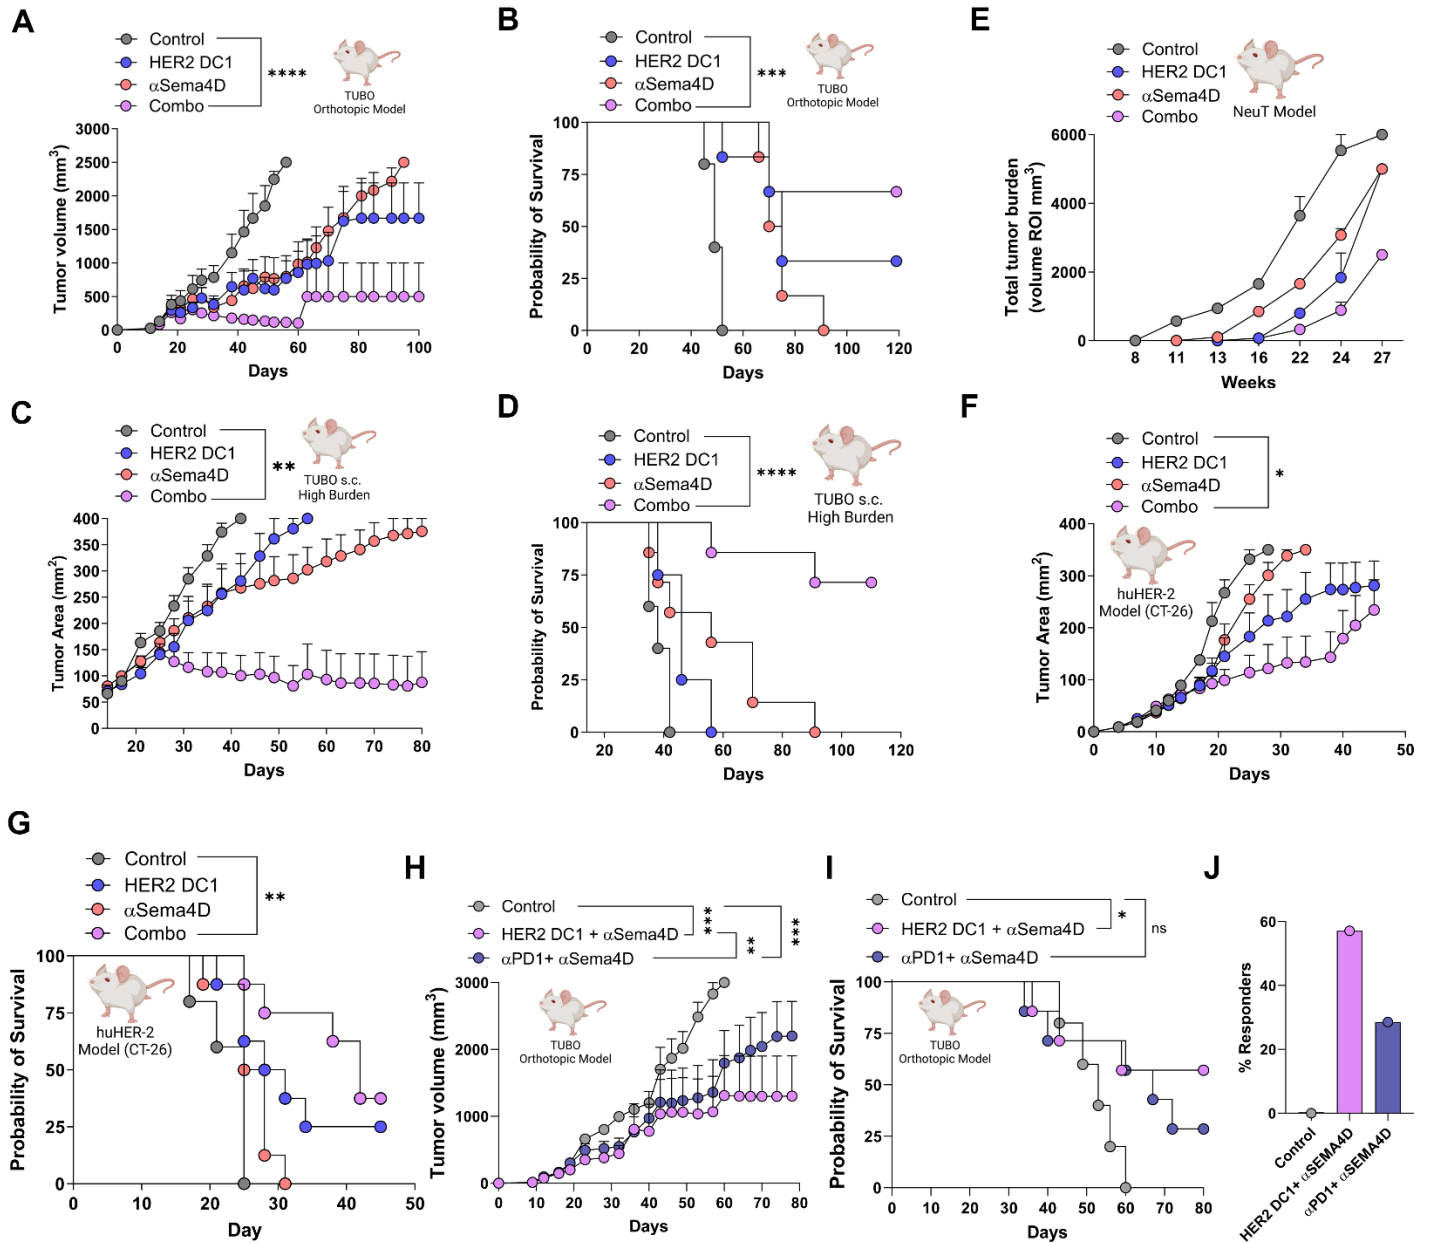 A
Control
HER2 DC1
αSema4D
Combo
****
TUBO
Orthotopic Model
Tumor volume (mm³)
3000
2500
2000
1500
1000
500
0
0 20 40 60 80 100
Days
B
Control
HER2 DC1
αSema4D
Combo
***
TUBO
Orthotopic Model
Probability of Survival
100
75
50
25
0
0 20 40 60 80 100 120
Days
E
Control
HER2 DC1
αSema4D
Combo
NeuT Model
Total tumor burden
(volume ROI mm³)
6000
4000
2000
0
8 11 13 16 22 24 27
Weeks
C
Control
HER2 DC1
αSema4D
Combo
**
TUBO s.c.
High Burden
Tumor Area (mm²)
400
350
300
250
200
150
100
50
0
20 30 40 50 60 70 80
Days
D
Control
HER2 DC1
αSema4D
Combo
****
TUBO s.c.
High Burden
Probability of Survival
100
75
50
25
0
20 40 60 80 100 120
Days
F
Control
HER2 DC1
αSema4D
Combo
*
huHER-2
Model (CT-26)
Tumor Area (mm²)
400
300
200
100
0
0 10 20 30 40 50
Days
G
Control
HER2 DC1
αSema4D
Combo
**
huHER-2
Model (CT-26)
Probability of Survival
100
75
50
25
0
0 10 20 30 40 50
Day
H
Control
HER2 DC1 + αSema4D
αPD1+ αSema4D
***
**
***
TUBO
Orthotopic Model
Tumor volume (mm³)
3000
2000
1000
0
0 10 20 30 40 50 60 70 80
Days
I
Control
HER2 DC1 + αSema4D
αPD1+ αSema4D
*
ns
TUBO
Orthotopic Model
Probability of Survival
100
75
50
25
0
0 10 20 30 40 50 60 70 80
Days
J
% Responders
60
40
20
0
Control
HER2 DC1+ αSEMA4D
αPD1+ αSEMA4D